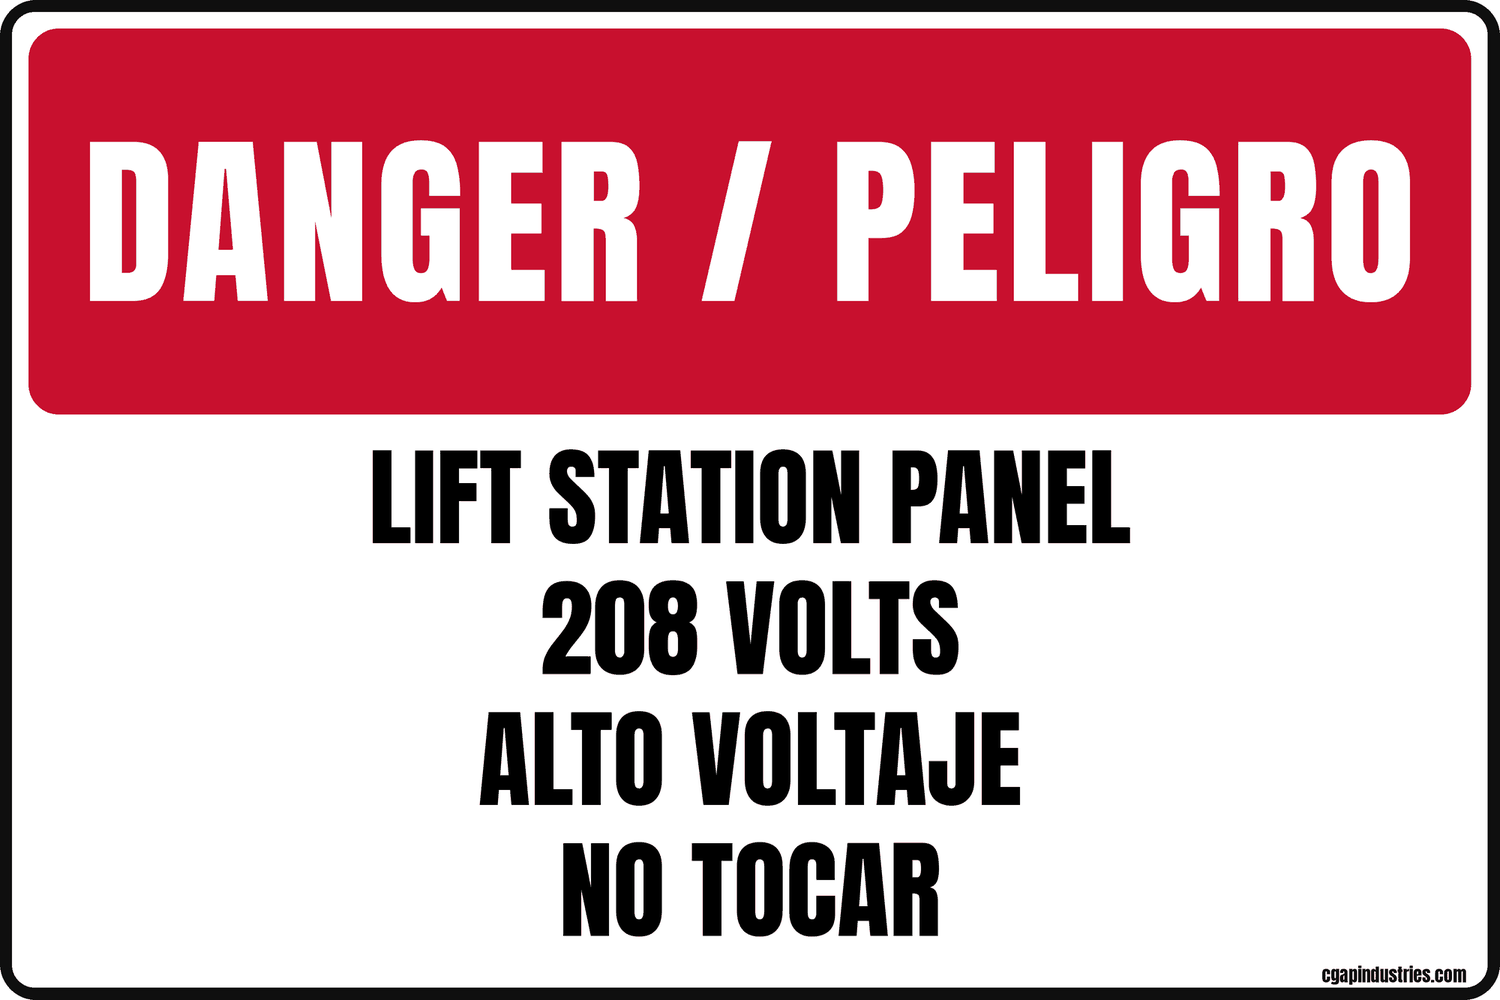 DANGER / PELIGRO
LIFT STATION PANEL
208 VOLTS
ALTO VOLTAJE
NO TOCAR
cgapindustries.com